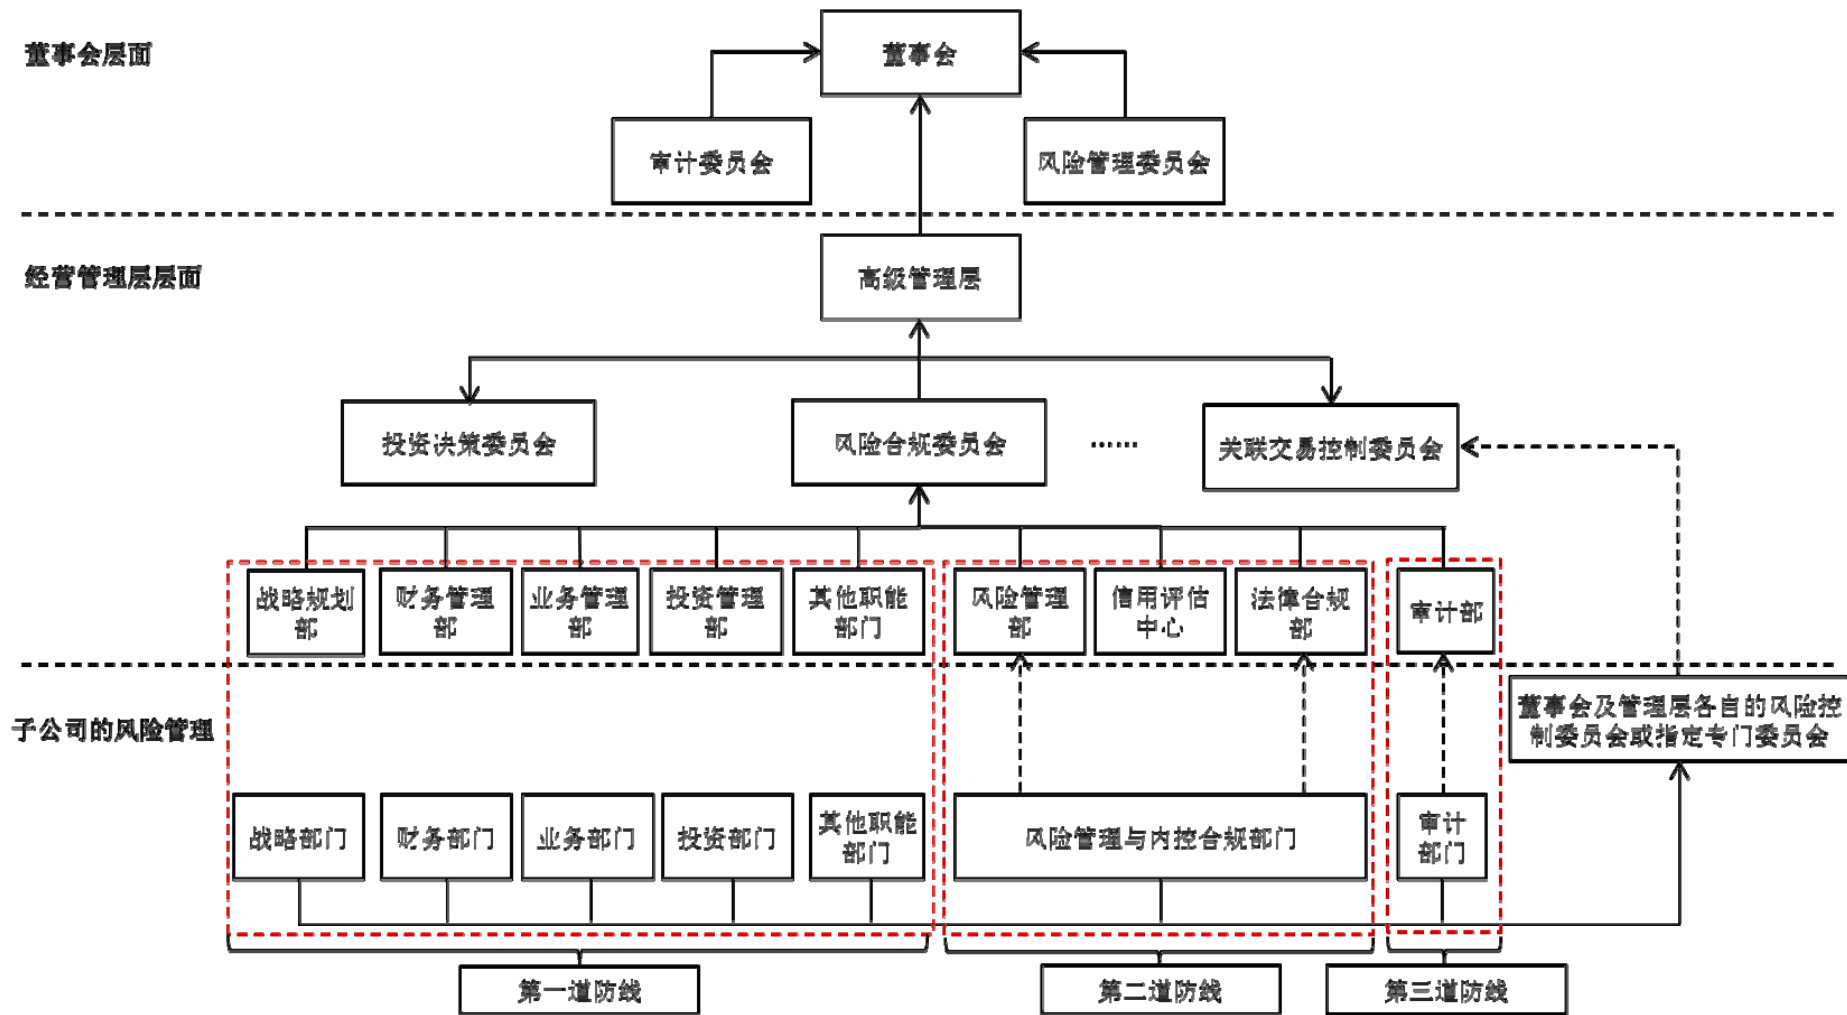 董事会层面
董事会
审计委员会
风险管理委员会
经营管理层层面
高级管理层
投资决策委员会
风险合规委员会
……
关联交易控制委员会
战略规划
部
财务管理
部
业务管理
部
投资管理
部
其他职能
部门
风险管理
部
信用评估
中心
法律合规
部
审计部
子公司的风险管理
董事会及管理层各自的风险控
制委员会或指定专门委员会
战略部门
财务部门
业务部门
投资部门
其他职能
部门
风险管理与内控合规部门
审计
部门
第一道防线
第二道防线
第三道防线